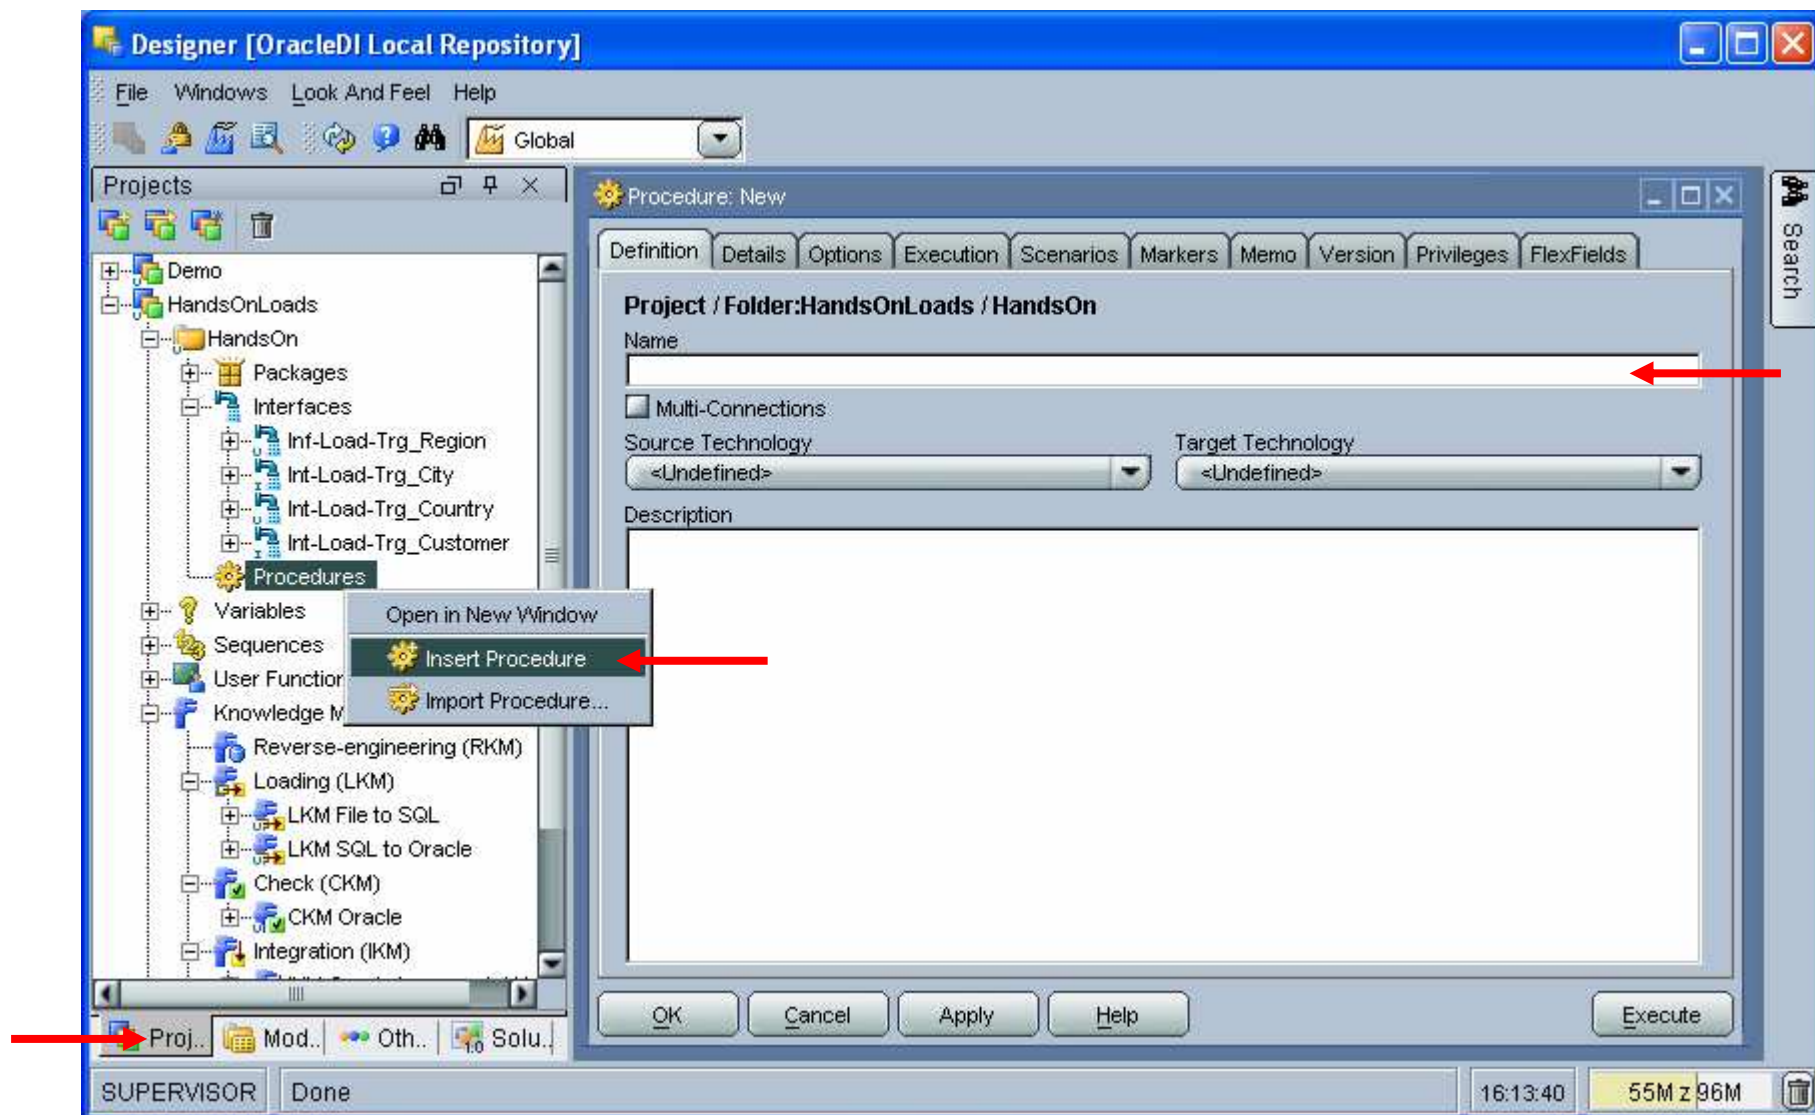 Designer [OracleDI Local Repository]
File Windows Look And Feel Help
Global
Projects
Demo
HandsOnLoads
HandsOn
Packages
Interfaces
Inf-Load-Trg_Region
Int-Load-Trg_City
Int-Load-Trg_Country
Int-Load-Trg_Customer
Procedures
Variables
Sequences
User Function
Knowledge M
Reverse-engineering (RKM)
Loading (LKM)
LKM File to SQL
LKM SQL to Oracle
Check (CKM)
CKM Oracle
Integration (IKM)
Open in New Window
Insert Procedure
Import Procedure...
Proj.. Mod.. Oth.. Solu..
Procedure: New
Definition Details Options Execution Scenarios Markers Memo Version Privileges FlexFields
Project / Folder:HandsOnLoads / HandsOn
Name
Multi-Connections
Source Technology Target Technology
<Undefined> <Undefined>
Description
OK Cancel Apply Help Execute
Search
SUPERVISOR Done 16:13:40 55M z 96M